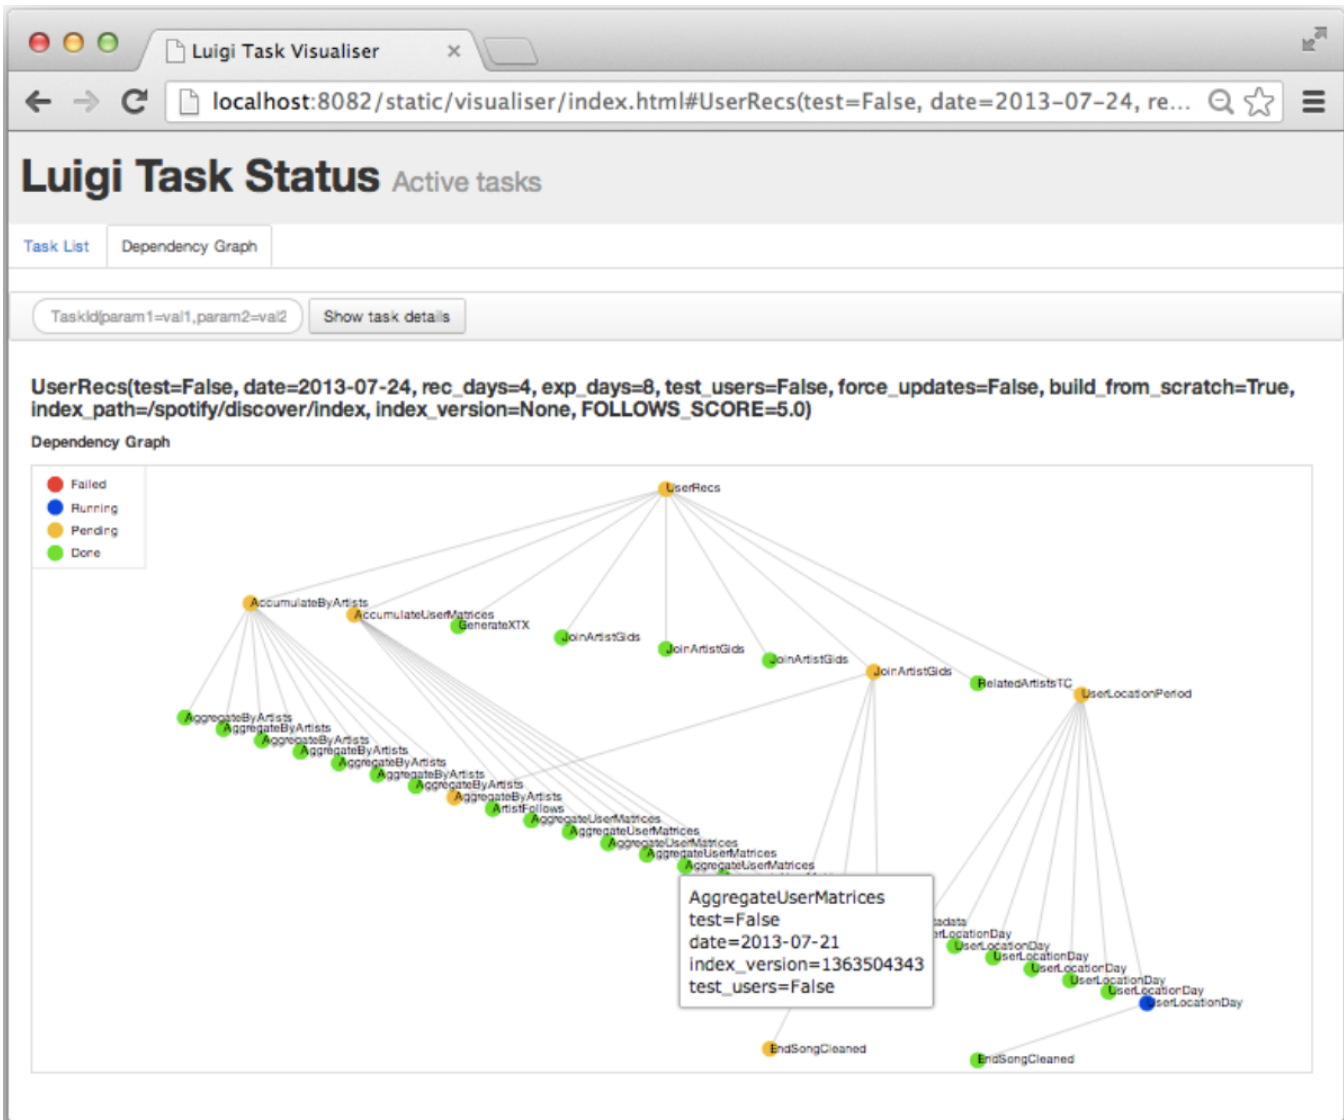 Luigi Task Visualiser
localhost:8082/static/visualiser/index.html#UserRecs(test=False, date=2013-07-24, re...
Luigi Task Status Active tasks
Task List Dependency Graph
TaskId(param1=val1,param2=val2 Show task details
UserRecs(test=False, date=2013-07-24, rec_days=4, exp_days=8, test_users=False, force_updates=False, build_from_scratch=True,
index_path=/spotify/discover/index, index_version=None, FOLLOWS_SCORE=5.0)
Dependency Graph
Failed
Running
Pending
Done
UserRecs
AccumulateByArtists
AccumulateUserMatrices
GenerateXTX
JoinArtistGids
JoinArtistGids
JoinArtistGids
JoinArtistGids
RelatedArtistsTC
UserLocationPeriod
AggregateByArtists
AggregateByArtists
AggregateByArtists
AggregateByArtists
AggregateByArtists
AggregateByArtists
AggregateByArtists
AggregateByArtists
ArtistFollows
AggregateUserMatrices
AggregateUserMatrices
AggregateUserMatrices
AggregateUserMatrices
AggregateUserMatrices
AggregateUserMatrices
test=False
date=2013-07-21
index_version=1363504343
test_users=False
tadata
erLocationDay
UserLocationDay
UserLocationDay
UserLocationDay
UserLocationDay
UserLocationDay
UserLocationDay
EndSongCleaned
EndSongCleaned